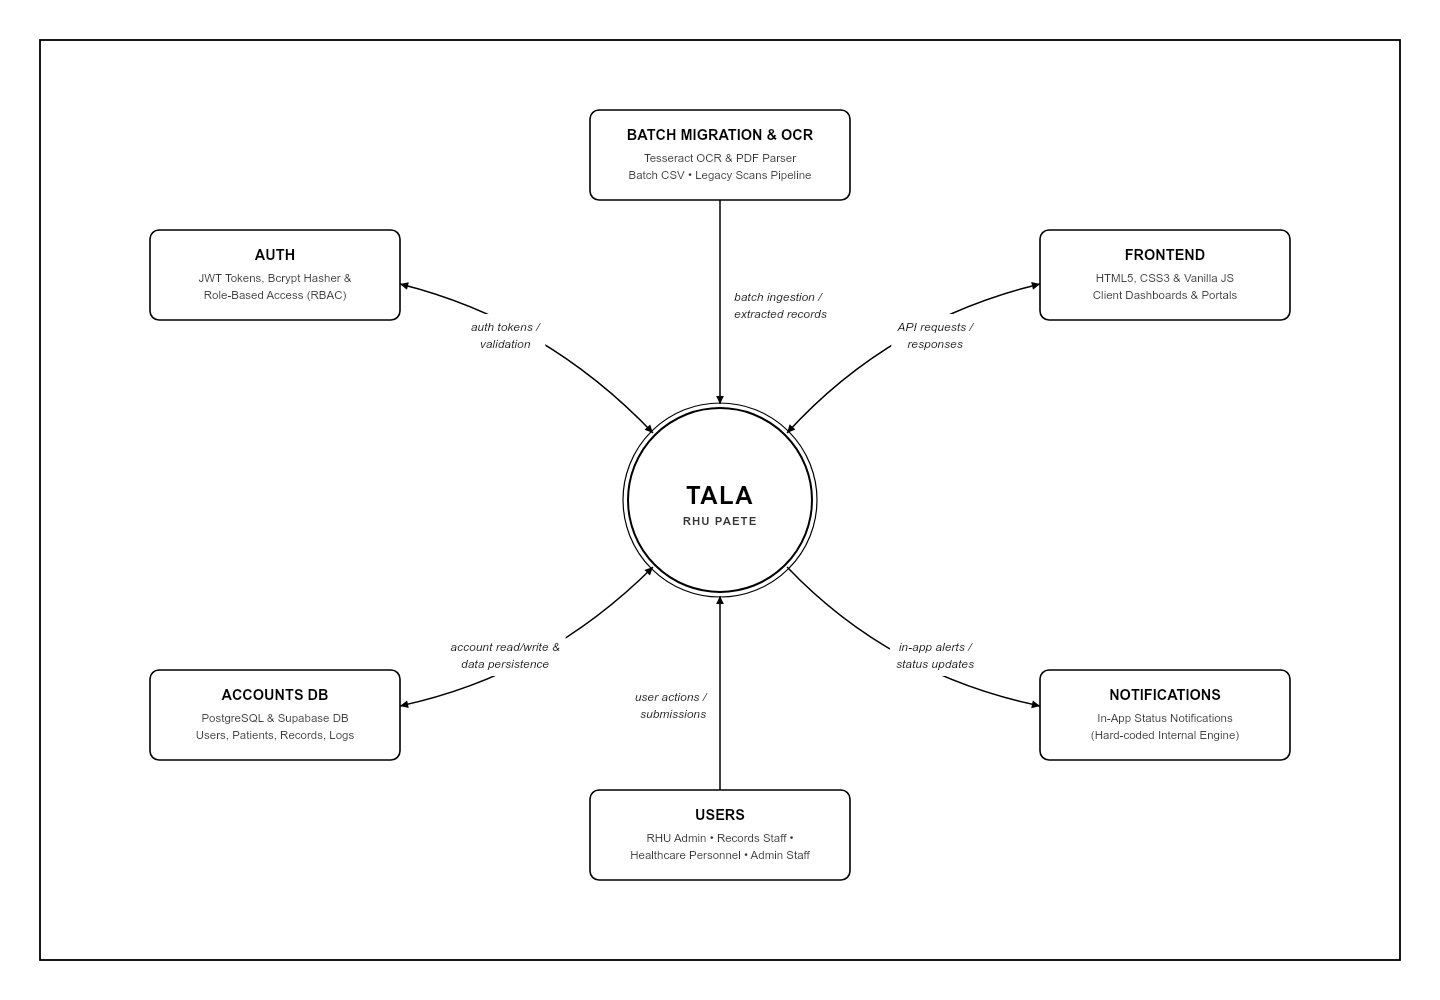 BATCH MIGRATION & OCR
Tesseract OCR & PDF Parser
Batch CSV • Legacy Scans Pipeline
AUTH
JWT Tokens, Bcrypt Hasher &
Role-Based Access (RBAC)
FRONTEND
HTML5, CSS3 & Vanilla JS
Client Dashboards & Portals
batch ingestion /
extracted records
auth tokens /
validation
API requests /
responses
TALA
RHU PAETE
account read/write &
data persistence
in-app alerts /
status updates
user actions /
submissions
ACCOUNTS DB
PostgreSQL & Supabase DB
Users, Patients, Records, Logs
NOTIFICATIONS
In-App Status Notifications
(Hard-coded Internal Engine)
USERS
RHU Admin • Records Staff •
Healthcare Personnel • Admin Staff